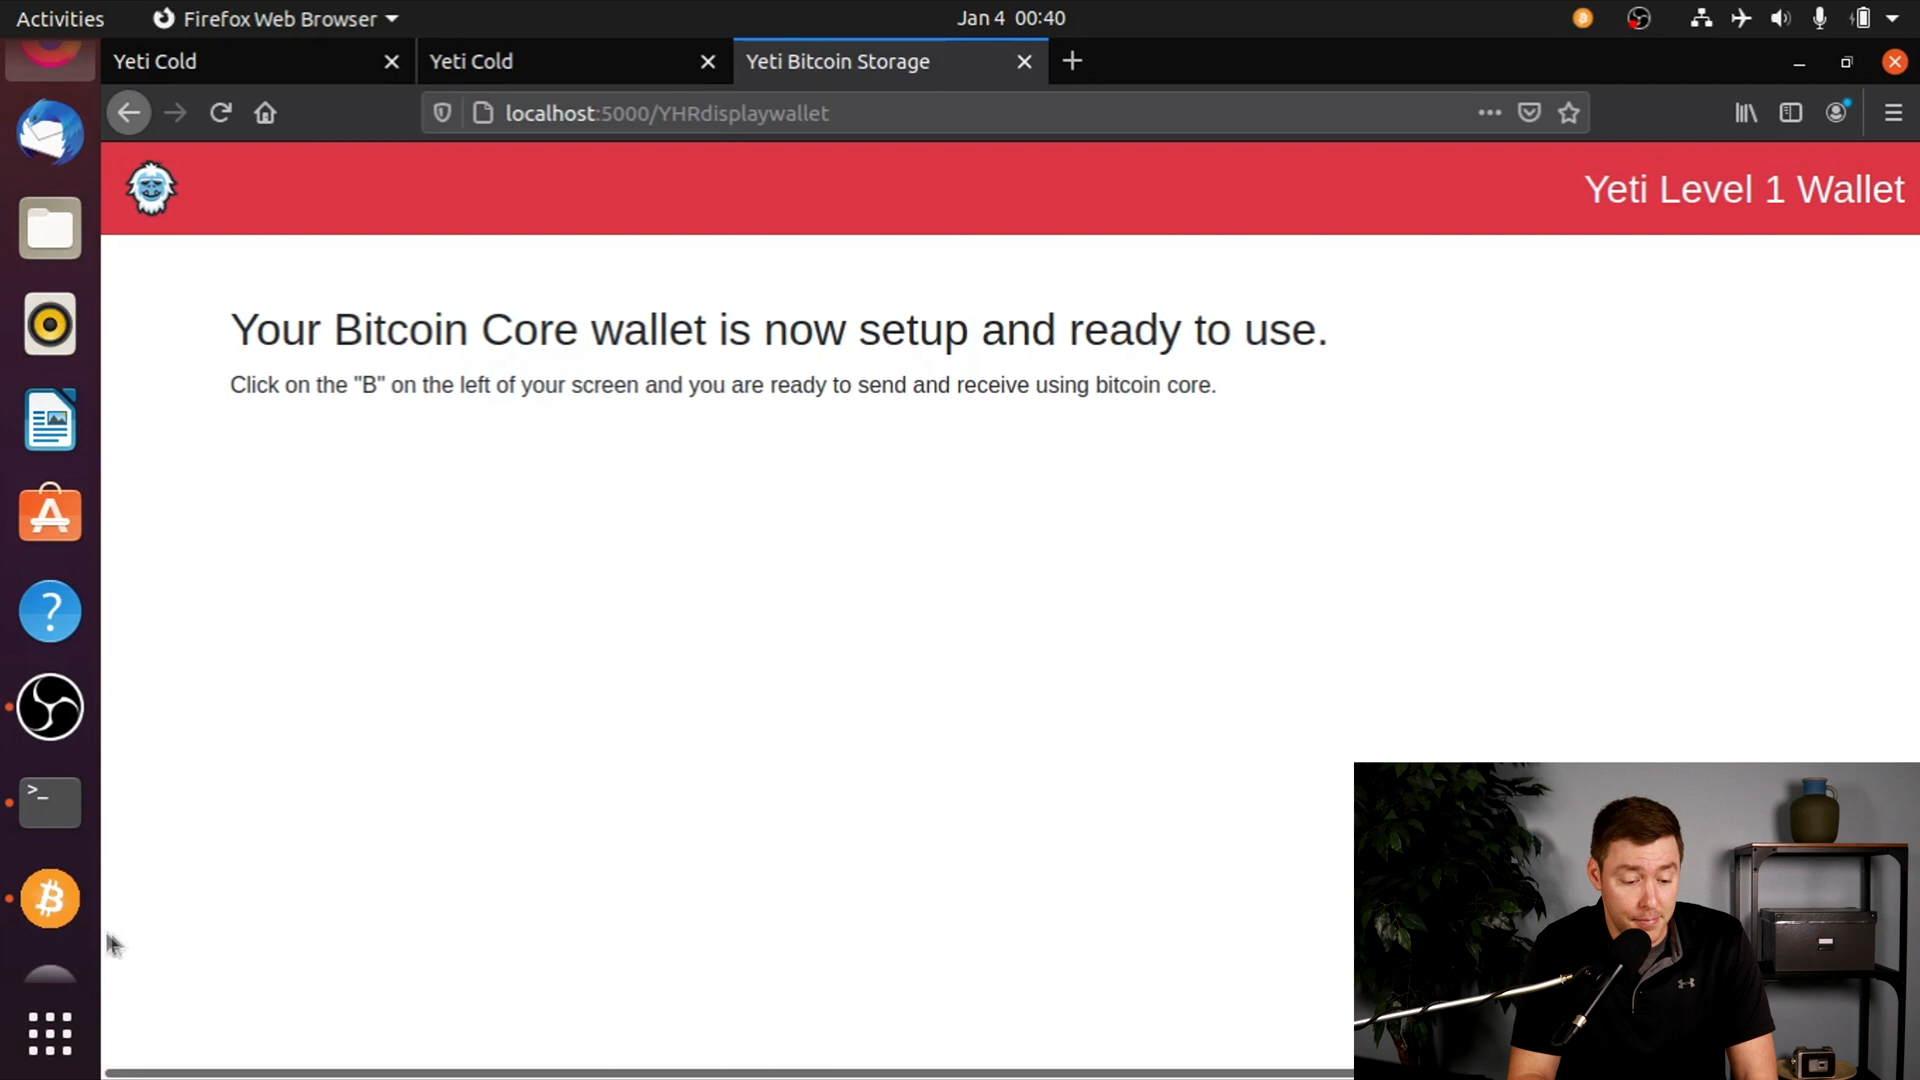 Activities
Firefox Web Browser
Jan 4 00:40
Yeti Cold
Yeti Cold
Yeti Bitcoin Storage
localhost:5000/YHRdisplaywallet
Yeti Level 1 Wallet
Your Bitcoin Core wallet is now setup and ready to use.
Click on the "B" on the left of your screen and you are ready to send and receive using bitcoin core.